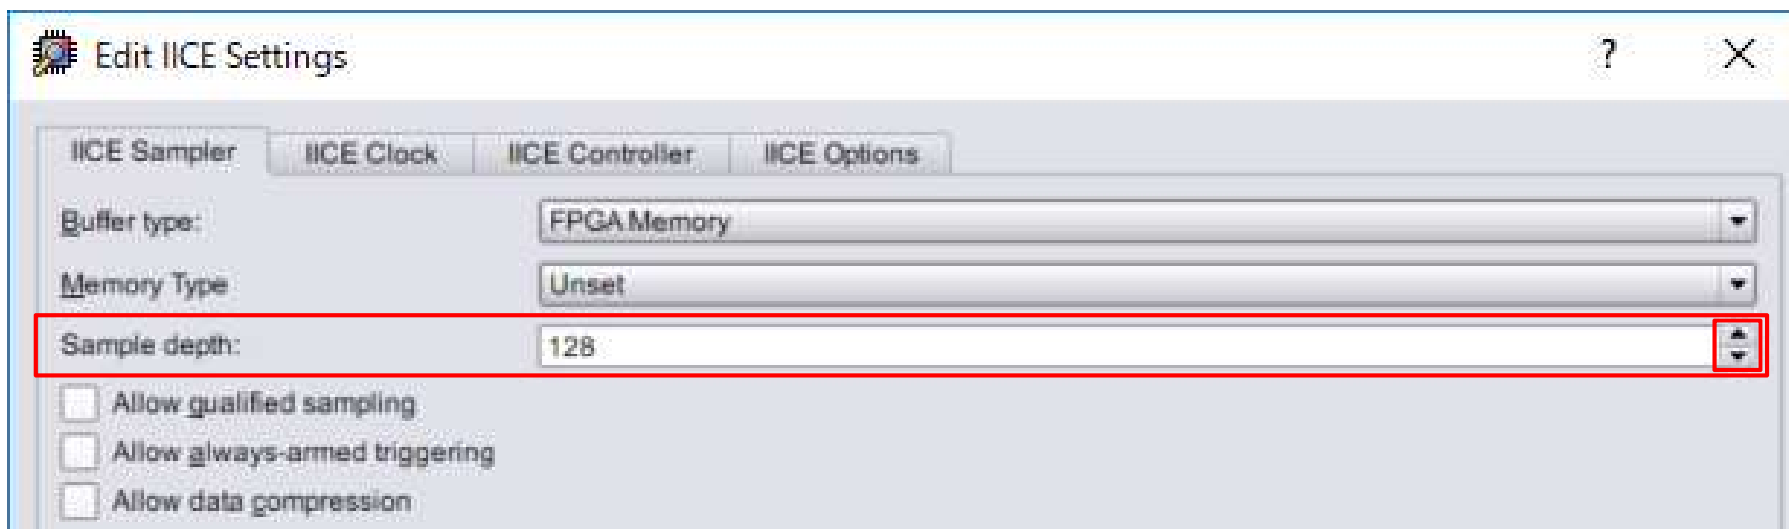 Edit IICE Settings ?
IICE Sampler IICE Clock IICE Controller IICE Options
Buffer type: FPGA Memory
Memory Type Unset
Sample depth: 128
Allow qualified sampling
Allow always-armed triggering
Allow data compression